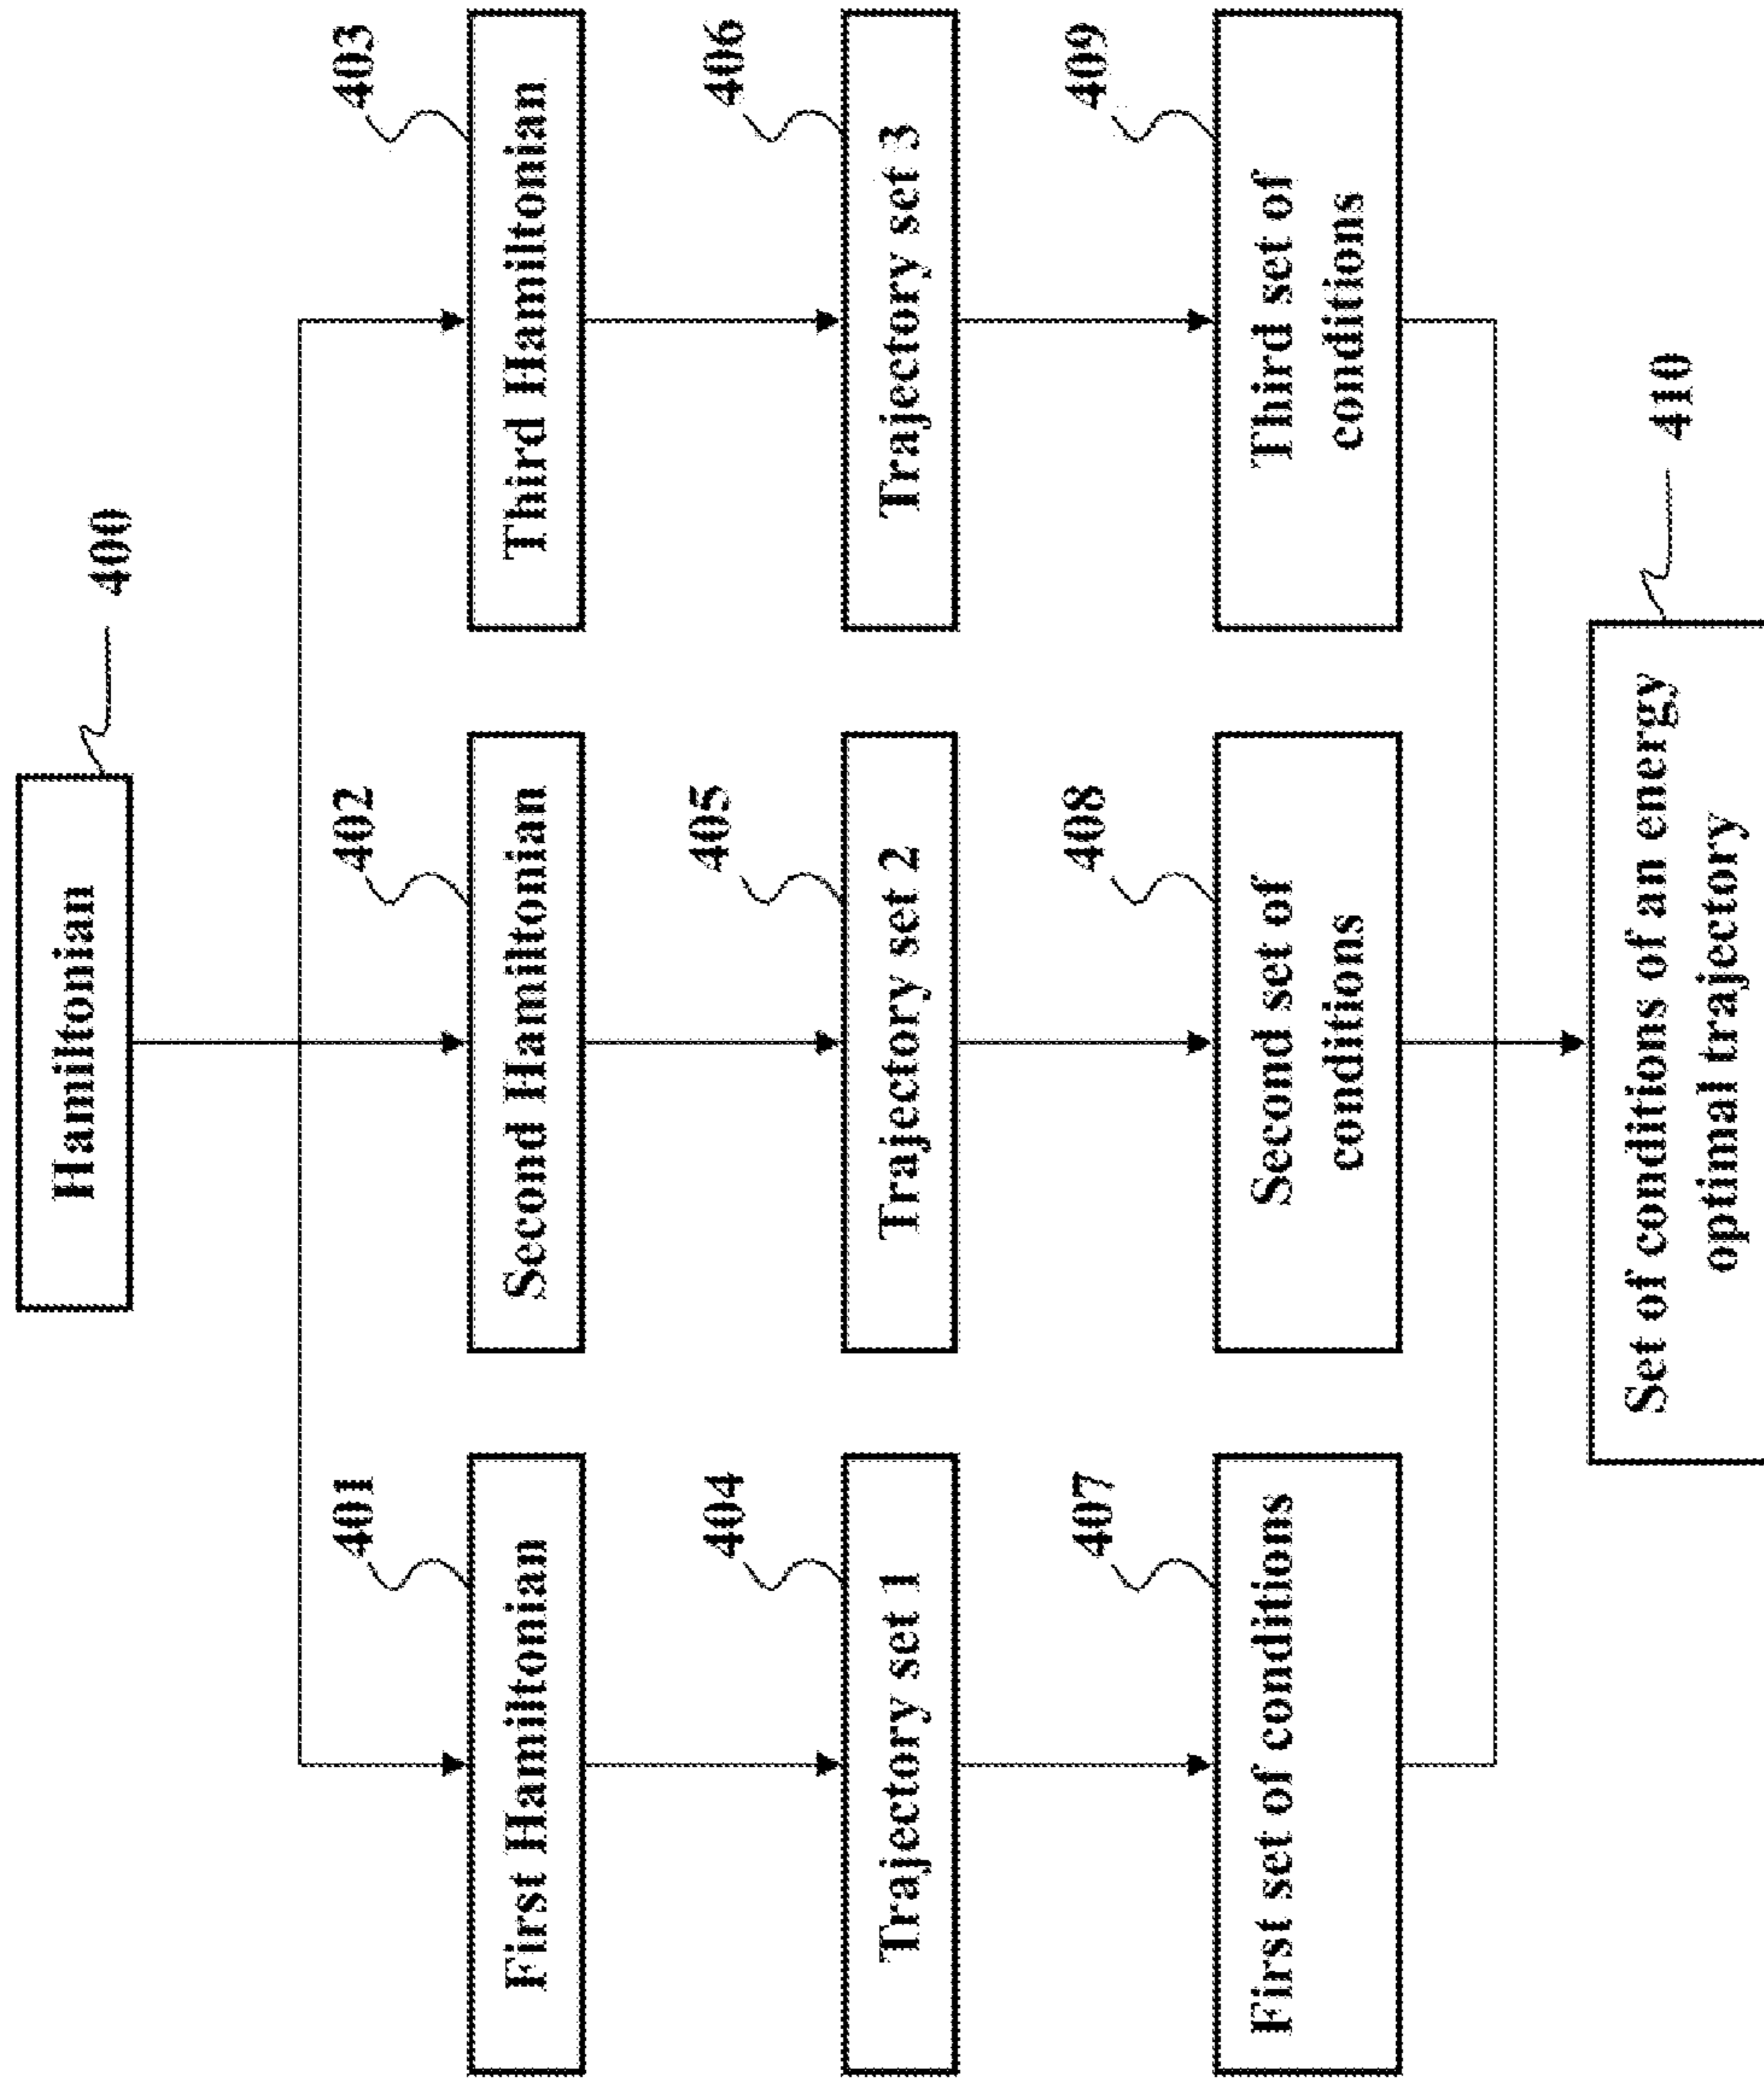 Hamiltonian
400
401
402
403
First Hamiltonian
Second Hamiltonian
Third Hamiltonian
404
405
406
Trajectory set 1
Trajectory set 2
Trajectory set 3
407
408
409
First set of conditions
Second set of
conditions
Third set of
conditions
410
Set of conditions of an energy
optimal trajectory